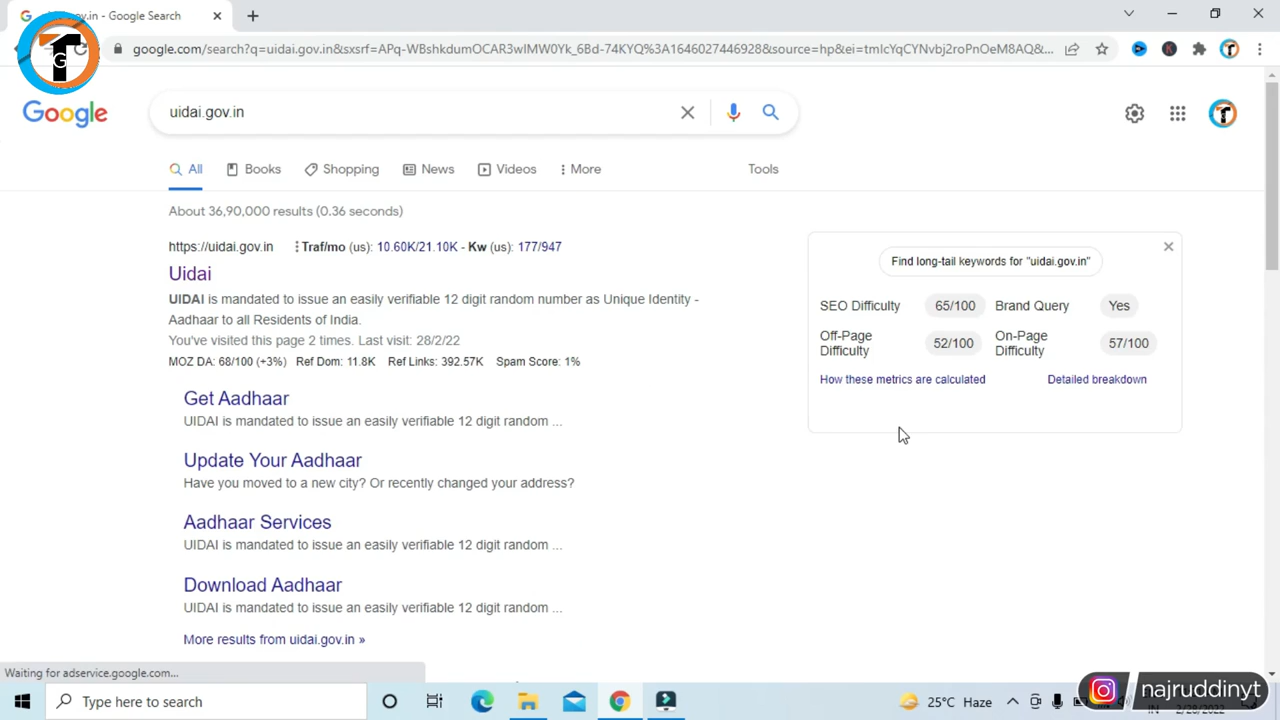 .in - Google Search
T
G
google.com/search?q=uidai.gov.in&sxsrf=APq-WBshkdumOCAR3wlMW0Yk_6Bd-74KYQ%3A1646027446928&source=hp&ei=tmIcYqCYNobj2roPnOeM8AQ&...
Google
uidai.gov.in
All
Books
Shopping
News
Videos
More
Tools
About 36,90,000 results (0.36 seconds)
https://uidai.gov.in Traf/mo (us): 10.60K/21.10K - Kw (us): 177/947
Uidai
UIDAI is mandated to issue an easily verifiable 12 digit random number as Unique Identity -
Aadhaar to all Residents of India.
You've visited this page 2 times. Last visit: 28/2/22
MOZ DA: 68/100 (+3%) Ref Dom: 11.8K Ref Links: 392.57K Spam Score: 1%
Get Aadhaar
UIDAI is mandated to issue an easily verifiable 12 digit random ...
Update Your Aadhaar
Have you moved to a new city? Or recently changed your address?
Aadhaar Services
UIDAI is mandated to issue an easily verifiable 12 digit random ...
Download Aadhaar
UIDAI is mandated to issue an easily verifiable 12 digit random ...
More results from uidai.gov.in »
Find long-tail keywords for "uidai.gov.in"
SEO Difficulty 65/100 Brand Query Yes
Off-Page Difficulty 52/100 On-Page Difficulty 57/100
How these metrics are calculated Detailed breakdown
Waiting for adservice.google.com...
Type here to search
25°C Haze
IN
2/28/2022
najruddinyt